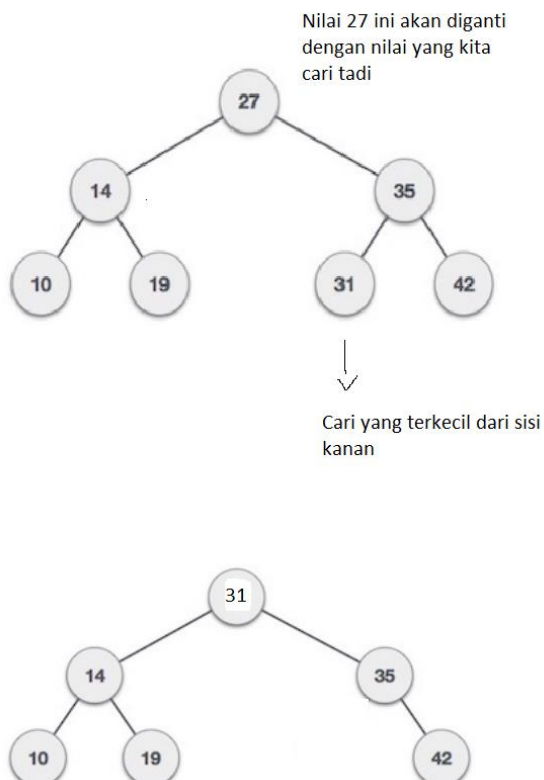 Nilai 27 ini akan diganti
dengan nilai yang kita
cari tadi
27
14
35
10
19
31
42
Cari yang terkecil dari sisi
kanan
31
14
35
10
19
42